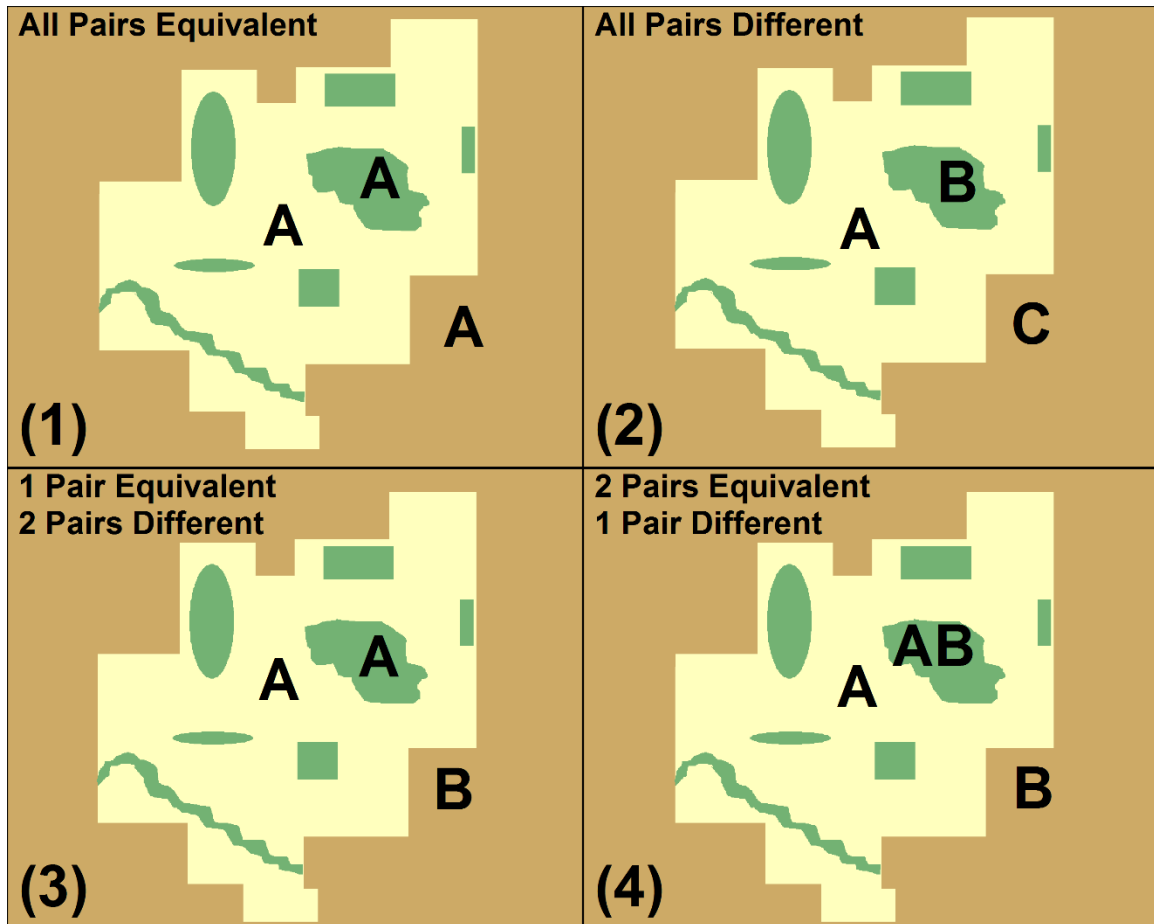 All Pairs Equivalent
A
A
A
(1)
All Pairs Different
B
A
C
(2)
1 Pair Equivalent
2 Pairs Different
A
A
B
(3)
2 Pairs Equivalent
1 Pair Different
AB
A
B
(4)